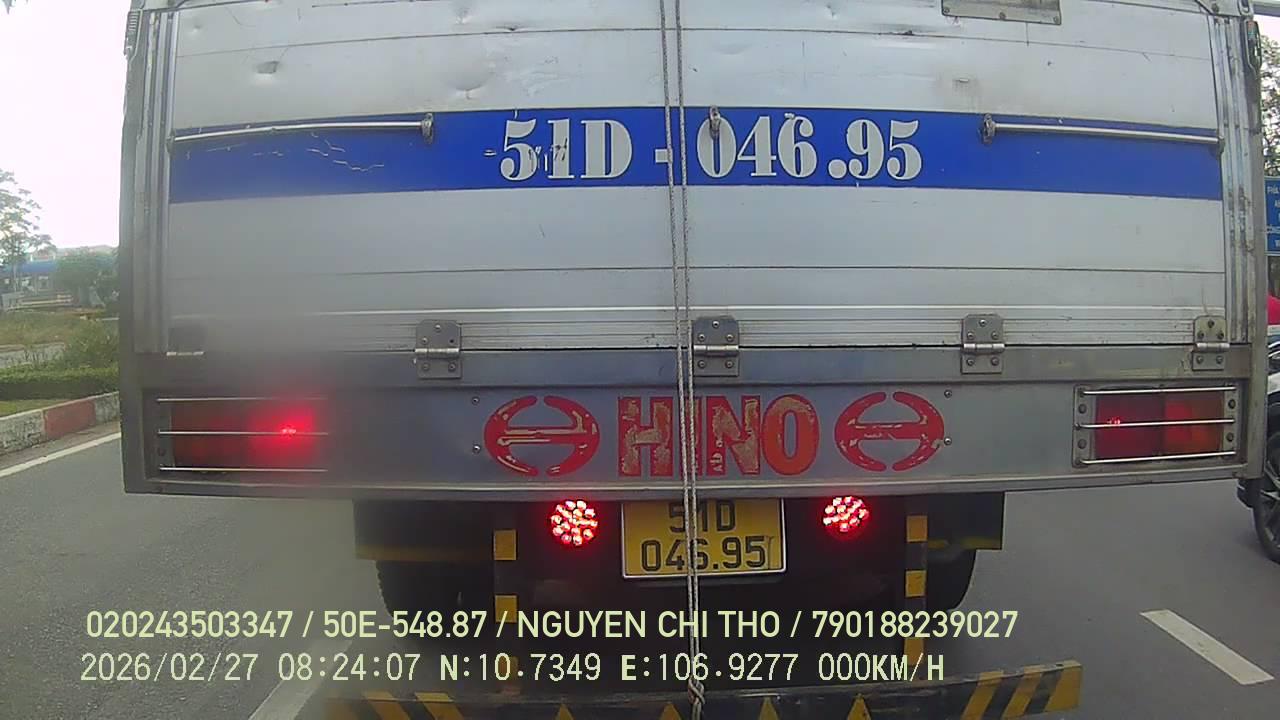 51D - 046.95
HINO
51D
046.95
020243503347 / 50E-548.87 / NGUYEN CHI THO / 790188239027
2026/02/27 08:24:07 N:10.7349 E:106.9277 000KM/H